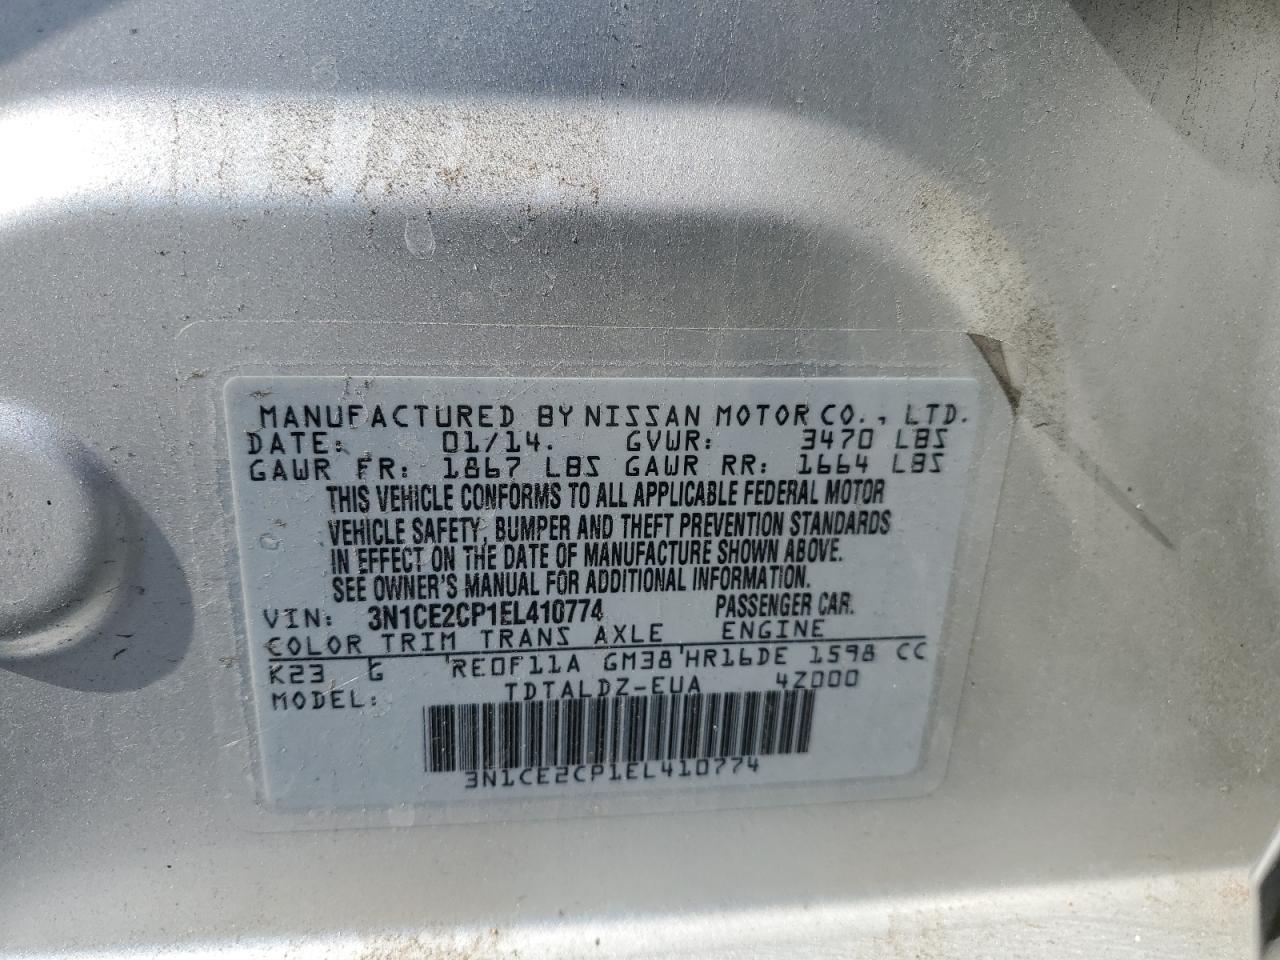 MANUFACTURED BY NISSAN MOTOR CO., LTD.
DATE: 01/14. GVWR: 3470 LBS
GAWR FR: 1867 LBS GAWR RR: 1664 LBS
THIS VEHICLE CONFORMS TO ALL APPLICABLE FEDERAL MOTOR
VEHICLE SAFETY, BUMPER AND THEFT PREVENTION STANDARDS
IN EFFECT ON THE DATE OF MANUFACTURE SHOWN ABOVE.
SEE OWNER'S MANUAL FOR ADDITIONAL INFORMATION.
VIN: 3N1CE2CP1EL410774 PASSENGER CAR.
COLOR TRIM TRANS AXLE ENGINE
K23 G RE0F11A GM38 HR16DE 1598 CC
MODEL: TDTALDZ-EUA 4Z000
3N1CE2CP1EL410774